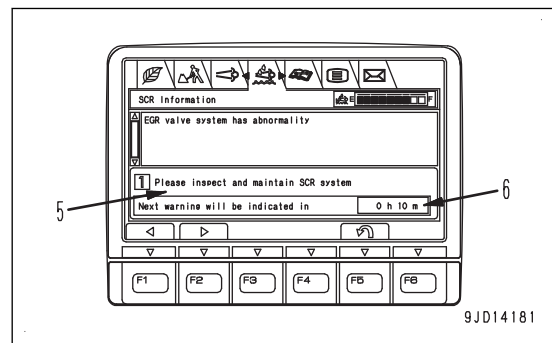 SCR Information
E F
EGR valve system has abnormality
1 Please inspect and maintain SCR system
Next warning will be indicated in 0 h 10 m
5
6
F1 F2 F3 F4 F5 F6
9JD14181